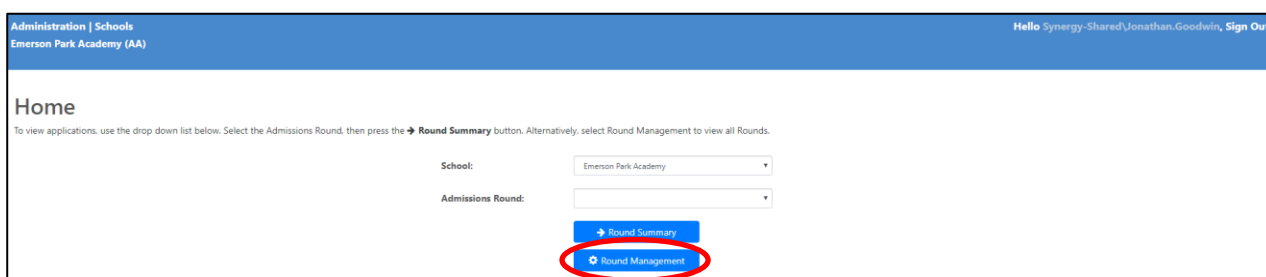 Administration | Schools
Hello Synergy-Shared\Jonathan.Goodwin, Sign Ou
Emerson Park Academy (AA)
Home
To view applications, use the drop down list below. Select the Admissions Round, then press the → Round Summary button. Alternatively, select Round Management to view all Rounds.
School: Emerson Park Academy
Admissions Round:
→ Round Summary
Round Management